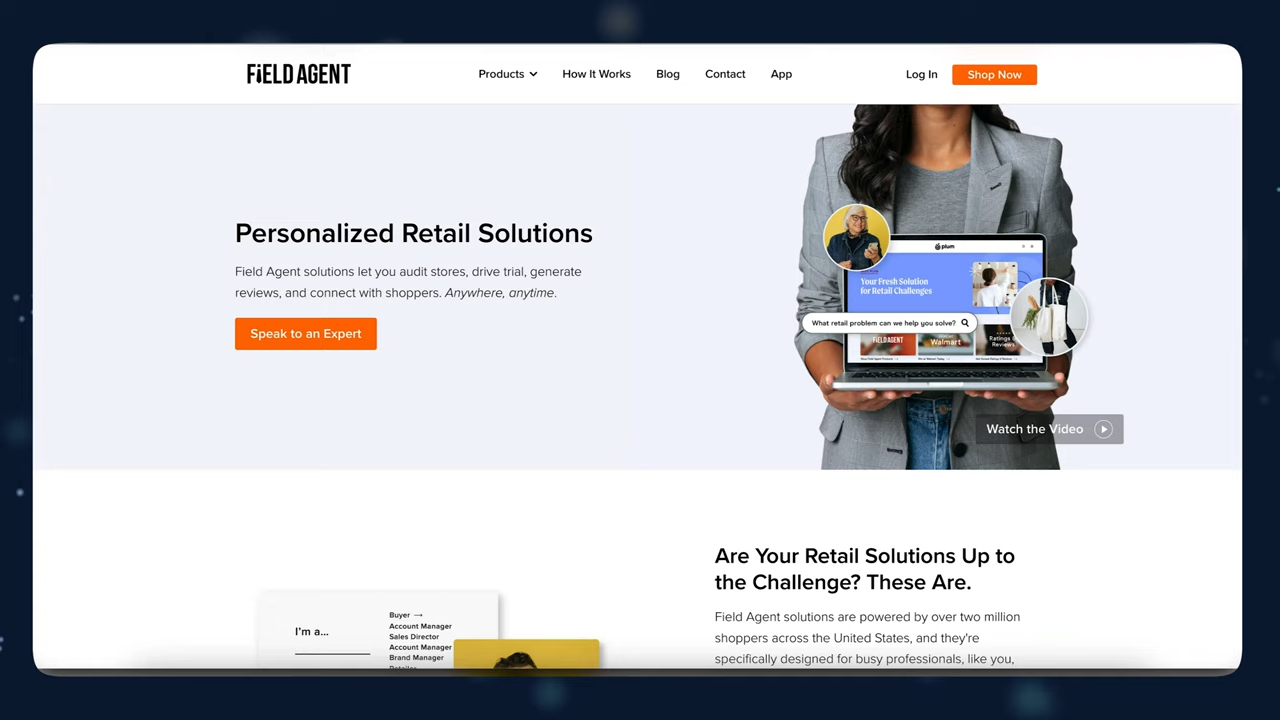 FiELD AGENT
Products
How It Works
Blog
Contact
App
Log In
Shop Now
Personalized Retail Solutions
Field Agent solutions let you audit stores, drive trial, generate
reviews, and connect with shoppers. Anywhere, anytime.
Speak to an Expert
plum
Your Fresh Solution
for Retail Challenges
What retail problem can we help you solve?
FiELD AGENT
Walmart
Ratings &
Reviews
Watch the Video
Are Your Retail Solutions Up to
the Challenge? These Are.
Field Agent solutions are powered by over two million
shoppers across the United States, and they're
specifically designed for busy professionals, like you,
I'm a...
Buyer →
Account Manager
Sales Director
Account Manager
Brand Manager